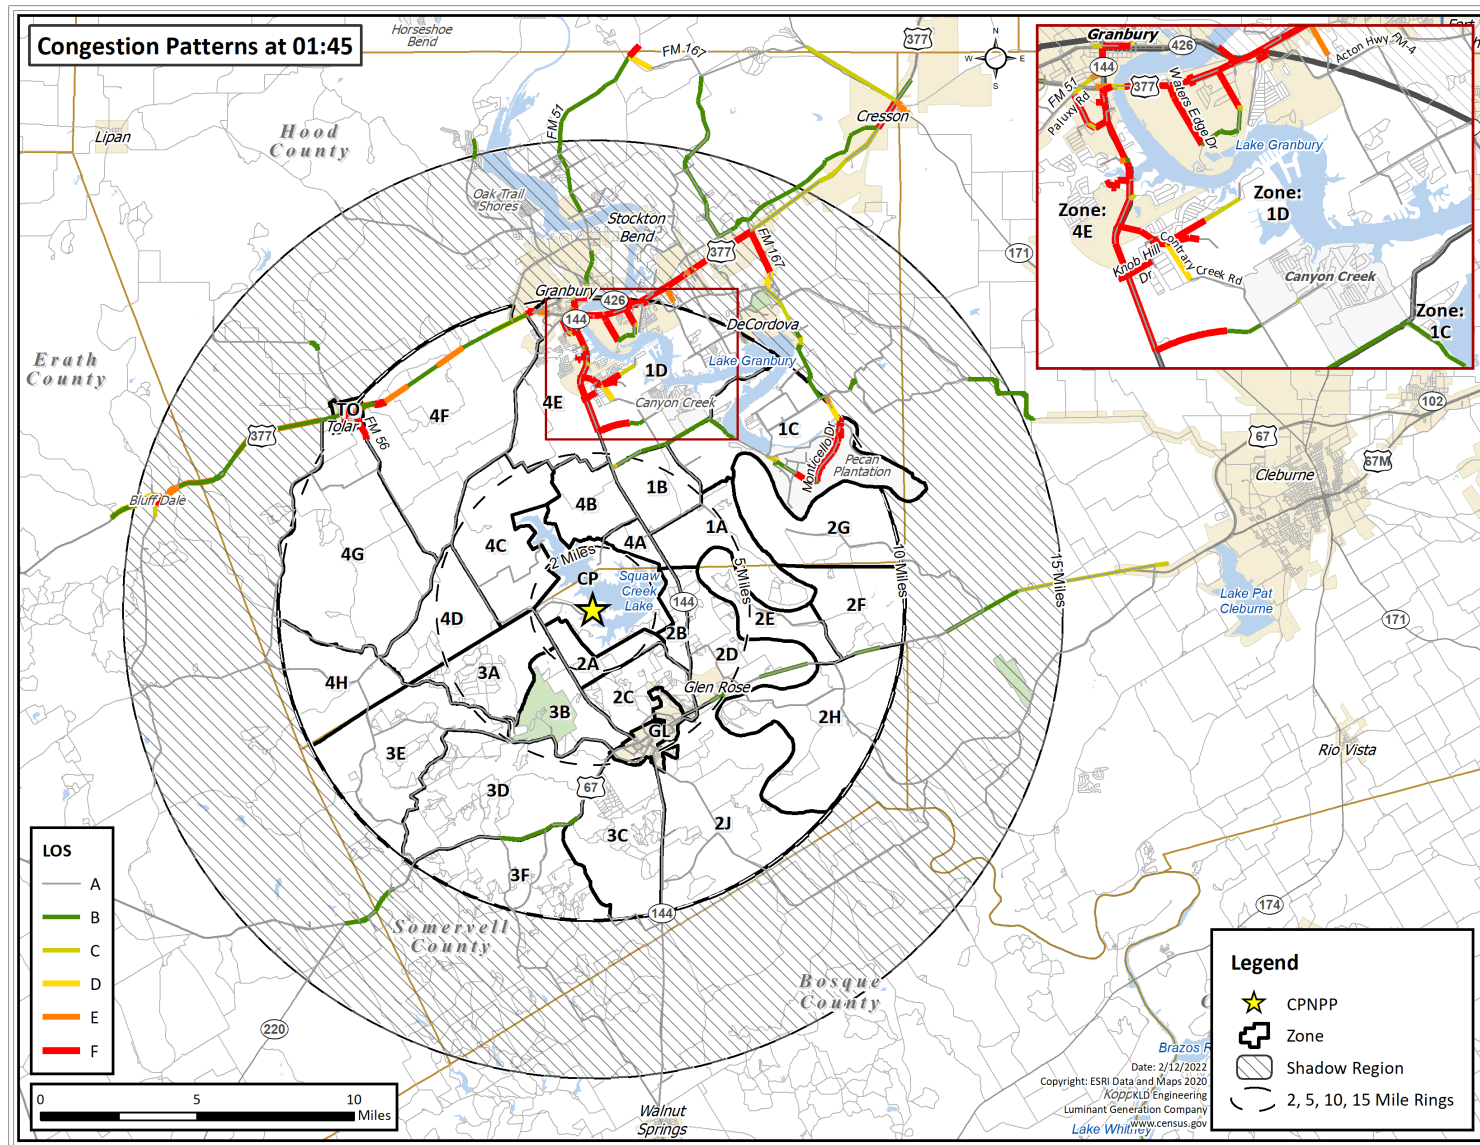 Congestion Patterns at 01:45
Horseshoe
Bend
FM 167
377
N
W
E
S
Lipan
Hood
County
FM 51
Cresson
Oak Trail
Shores
Stockton
Bend
377
FM 167
171
Granbury
426
144
DeCordova
Lake Granbury
Erath
County
1D
4E
Canyon Creek
4F
TO
Tolar
FM 56
377
1C
Monticello Dr
Pecan
Plantation
Bluff Dale
1B
4B
1A
2G
4A
4C
4G
2 Miles
5 Miles
10 Miles
15 Miles
CP
Squaw
Creek
Lake
144
2F
2E
4D
2B
2D
2A
3A
4H
2C
Glen Rose
3B
2H
GL
3E
67
3D
3C
2J
3F
144
Somervell
County
Bosque
County
220
Walnut
Springs
67
102
67M
Cleburne
Lake Pat
Cleburne
171
Rio Vista
174
Brazos R
Lake Whitney
Granbury
426
144
377
FM 51
Paluxy Rd
Waters Edge Dr
Acton Hwy
FM-4
Lake Granbury
Zone:
1D
Zone:
4E
Knob Hill
Dr
Contrary Creek Rd
Canyon Creek
Zone:
1C
LOS
A
B
C
D
E
F
0
5
10
Miles
Legend
CPNPP
Zone
Shadow Region
2, 5, 10, 15 Mile Rings
Date: 2/12/2022
Copyright: ESRI Data and Maps 2020
KLD Engineering
Luminant Generation Company
www.census.gov